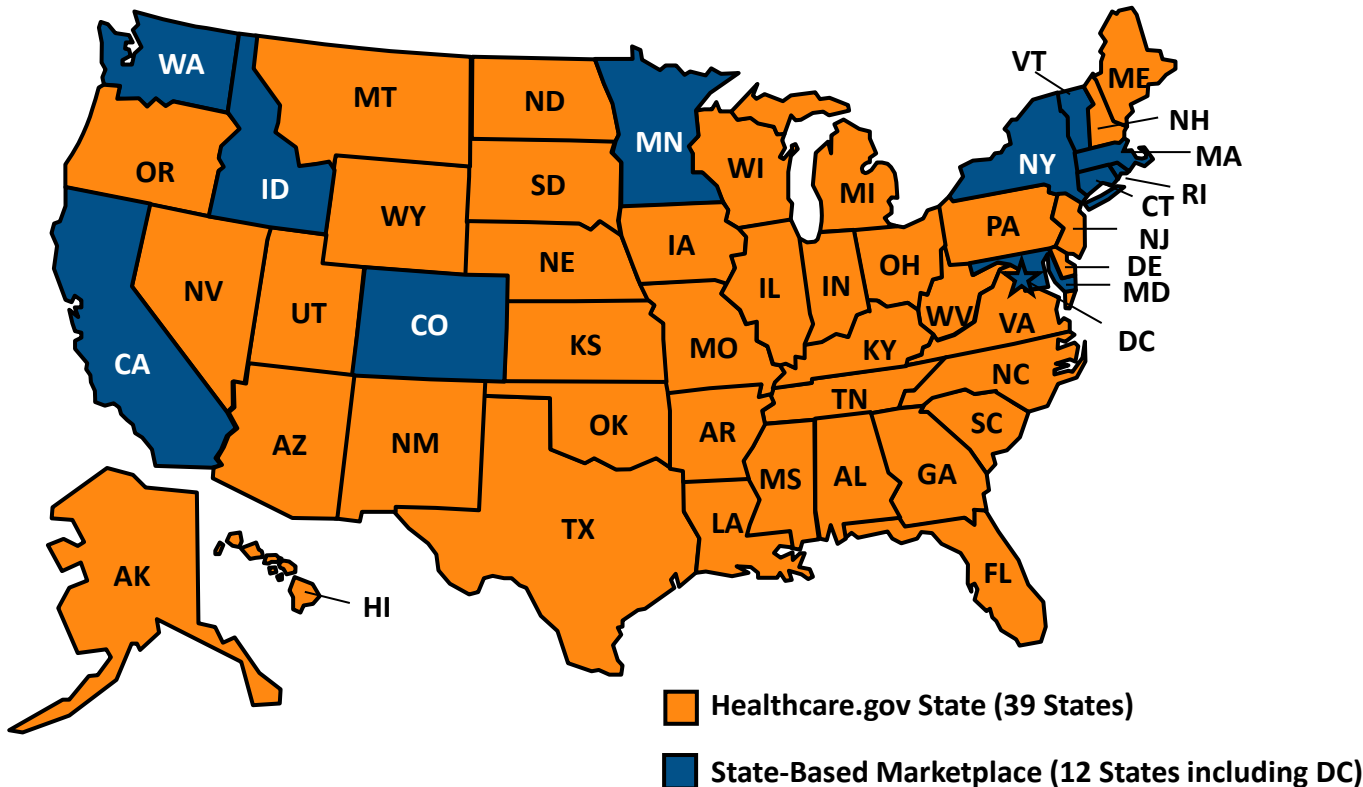 WA
MT
ND
MN
VT
ME
NH
MA
RI
CT
NY
OR
ID
WY
SD
WI
MI
PA
NJ
DE
MD
DC
NV
UT
CO
NE
IA
IL
IN
OH
WV
VA
CA
KS
MO
KY
NC
TN
SC
AZ
NM
OK
AR
MS
AL
GA
TX
LA
FL
AK
HI
Healthcare.gov State (39 States)
State-Based Marketplace (12 States including DC)